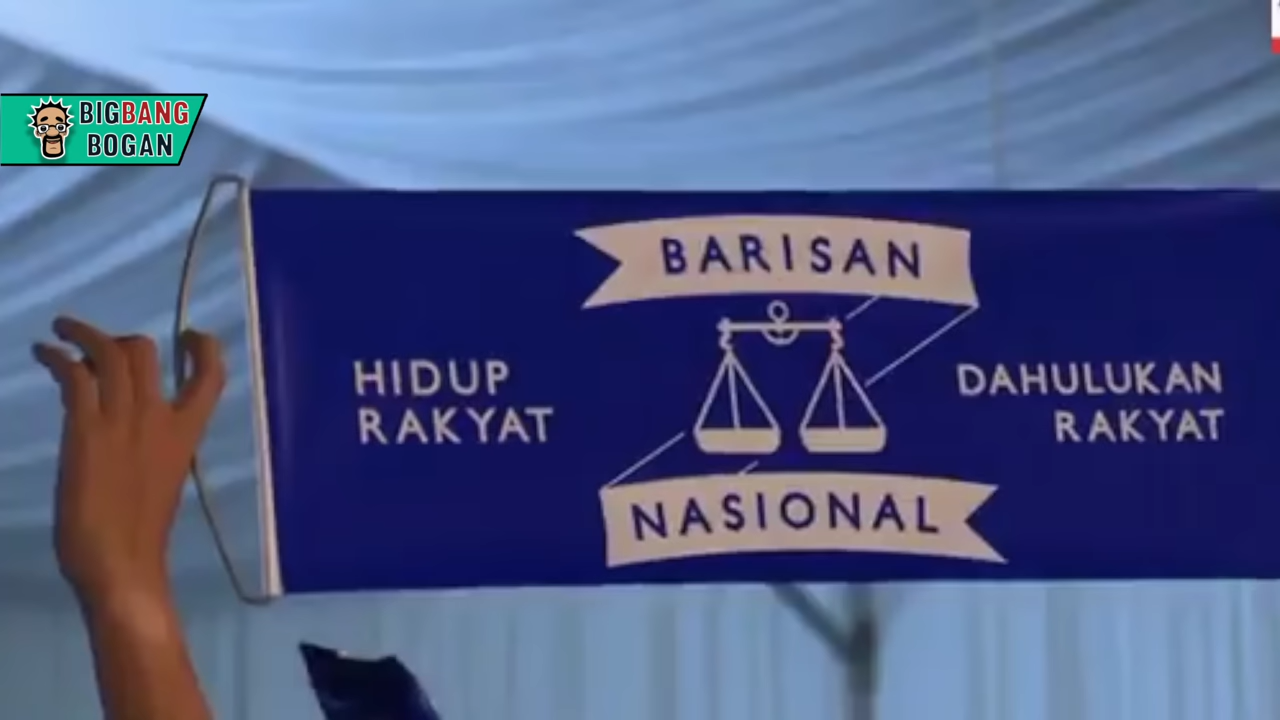 BIGBANG
BOGAN
BARISAN
HIDUP
RAKYAT
DAHULUKAN
RAKYAT
NASIONAL